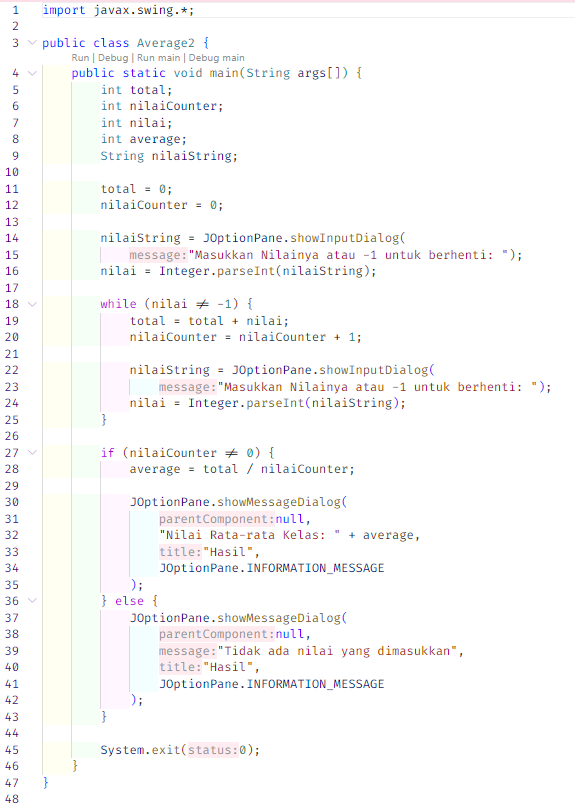 1 import javax.swing.*;
2
3 public class Average2 {
Run | Debug | Run main | Debug main
4 public static void main(String args[]) {
5 int total;
6 int nilaiCounter;
7 int nilai;
8 int average;
9 String nilaiString;
10
11 total = 0;
12 nilaiCounter = 0;
13
14 nilaiString = JOptionPane.showInputDialog(
15 message:"Masukkan Nilainya atau -1 untuk berhenti: ");
16 nilai = Integer.parseInt(nilaiString);
17
18 while (nilai ≠ -1) {
19 total = total + nilai;
20 nilaiCounter = nilaiCounter + 1;
21
22 nilaiString = JOptionPane.showInputDialog(
23 message:"Masukkan Nilainya atau -1 untuk berhenti: ");
24 nilai = Integer.parseInt(nilaiString);
25 }
26
27 if (nilaiCounter ≠ 0) {
28 average = total / nilaiCounter;
29
30 JOptionPane.showMessageDialog(
31 parentComponent:null,
32 "Nilai Rata-rata Kelas: " + average,
33 title:"Hasil",
34 JOptionPane.INFORMATION_MESSAGE
35 );
36 } else {
37 JOptionPane.showMessageDialog(
38 parentComponent:null,
39 message:"Tidak ada nilai yang dimasukkan",
40 title:"Hasil",
41 JOptionPane.INFORMATION_MESSAGE
42 );
43 }
44
45 System.exit(status:0);
46 }
47 }
48